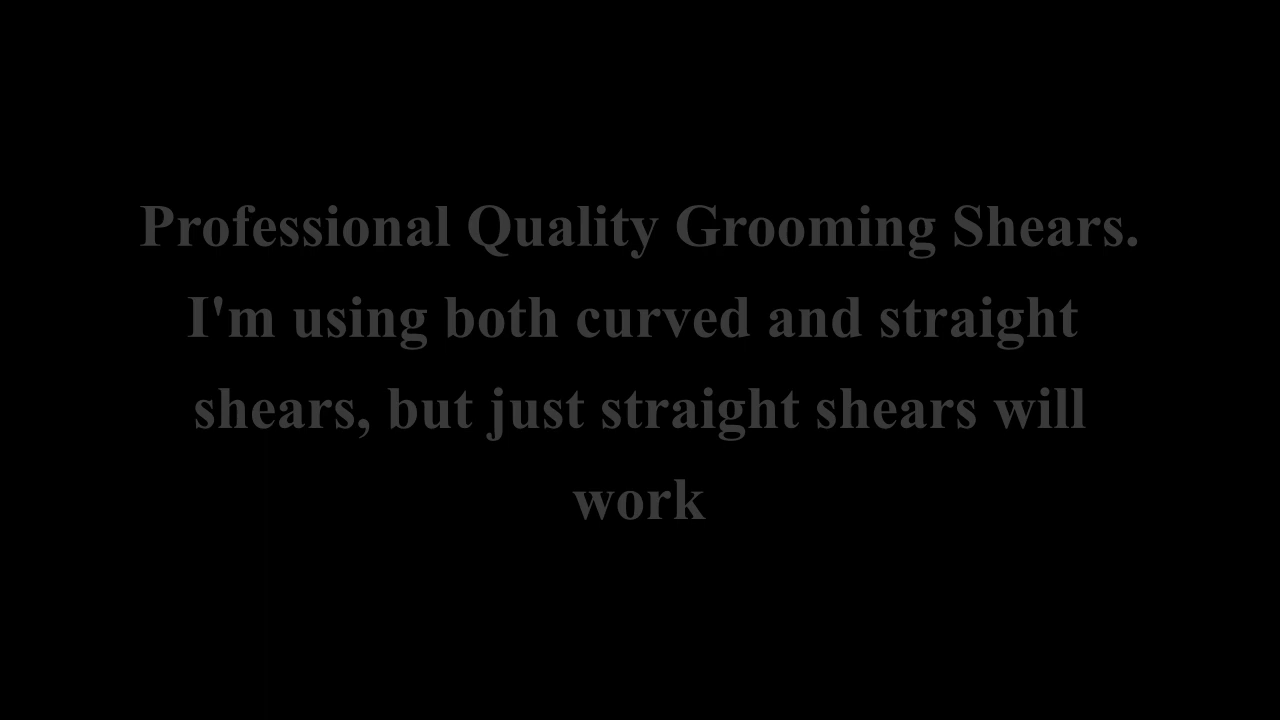 Professional Quality Grooming Shears.
I'm using both curved and straight
shears, but just straight shears will
work